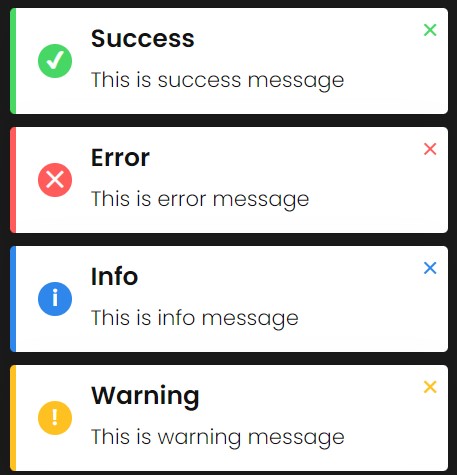 Success
This is success message
Error
This is error message
Info
This is info message
Warning
This is warning message